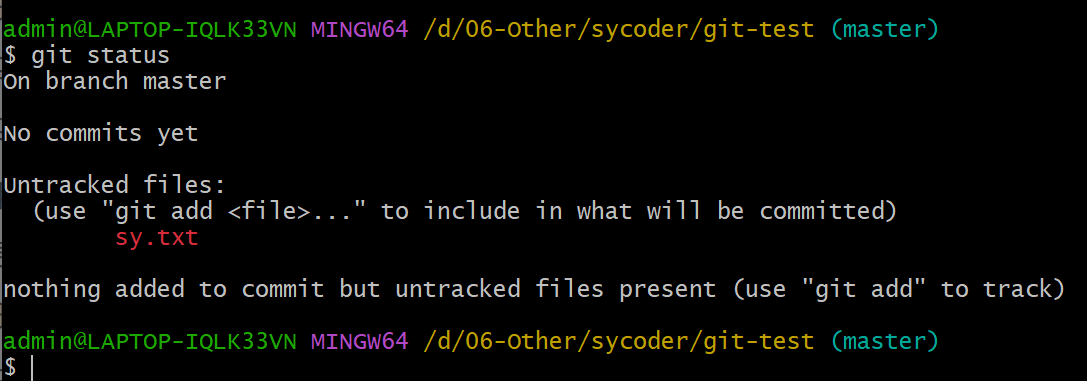 admin@LAPTOP-IQLK33VN MINGW64 /d/06-Other/sycoder/git-test (master)
$ git status
On branch master
No commits yet
Untracked files:
  (use "git add <file>..." to include in what will be committed)
        sy.txt
nothing added to commit but untracked files present (use "git add" to track)
admin@LAPTOP-IQLK33VN MINGW64 /d/06-Other/sycoder/git-test (master)
$